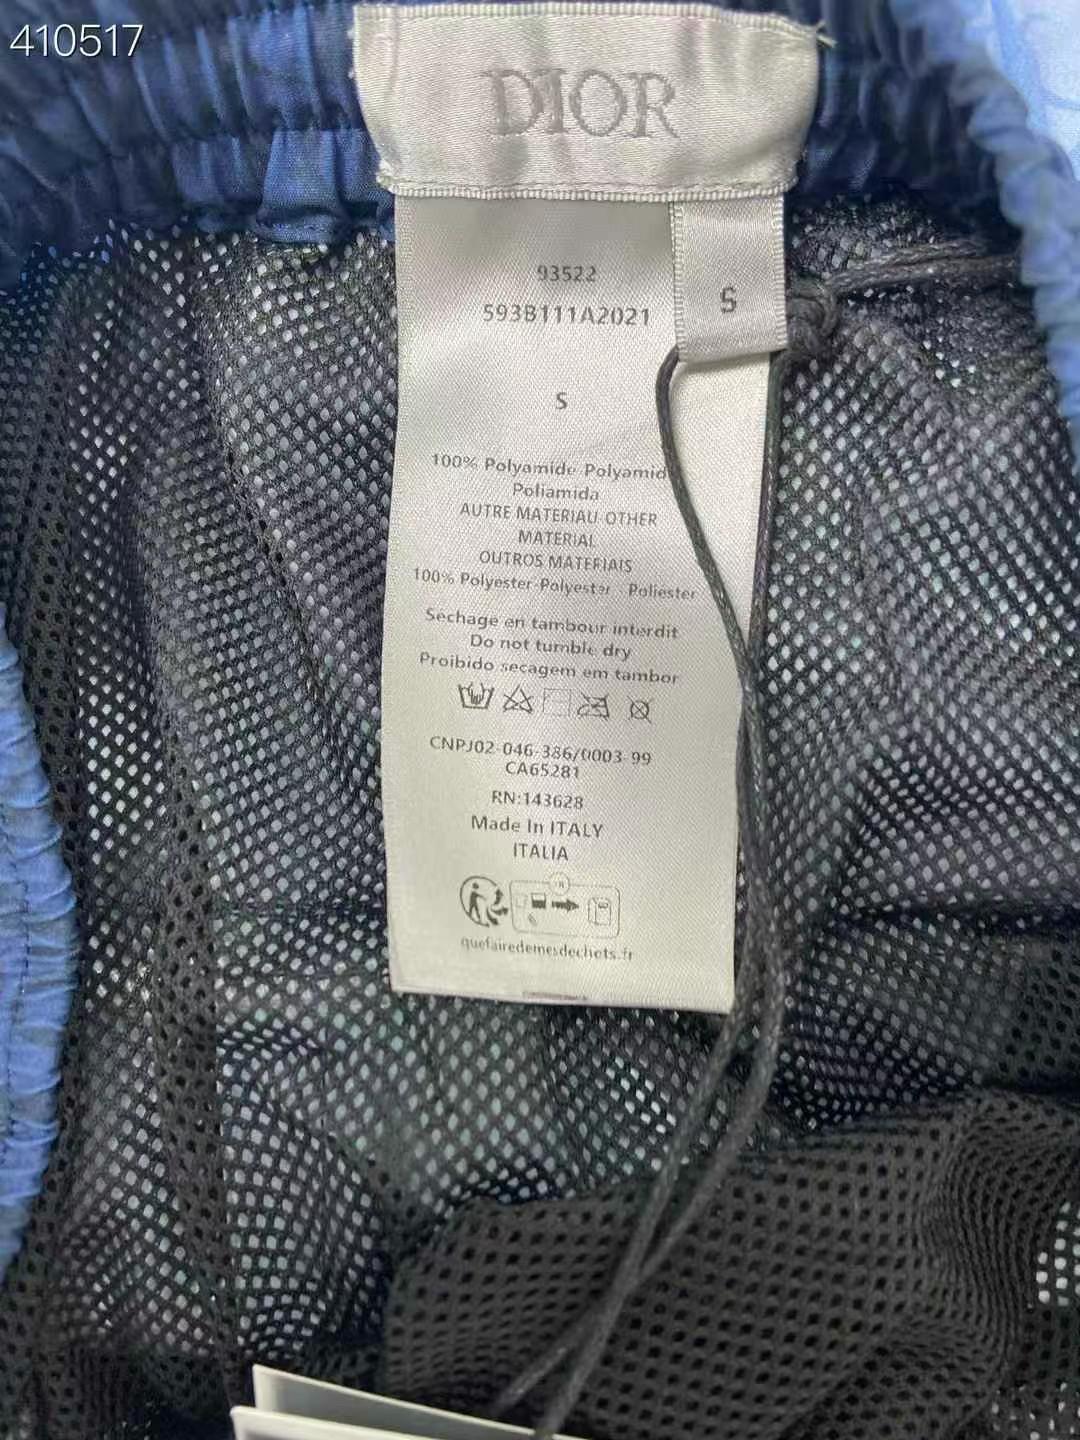 410517
DIOR
S
93522
593B111A2021
S
100% Polyamide Polyamid
Poliamida
AUTRE MATERIAU OTHER
MATERIAL
OUTROS MATERIAIS
100% Polyester-Polyester · Poliester
Sechage en tambour interdit
Do not tumble dry
Proibido secagem em tambor
CNPJ02-046-386/0003-99
CA65281
RN:143628
Made In ITALY
ITALIA
quefairedemesdechets.fr